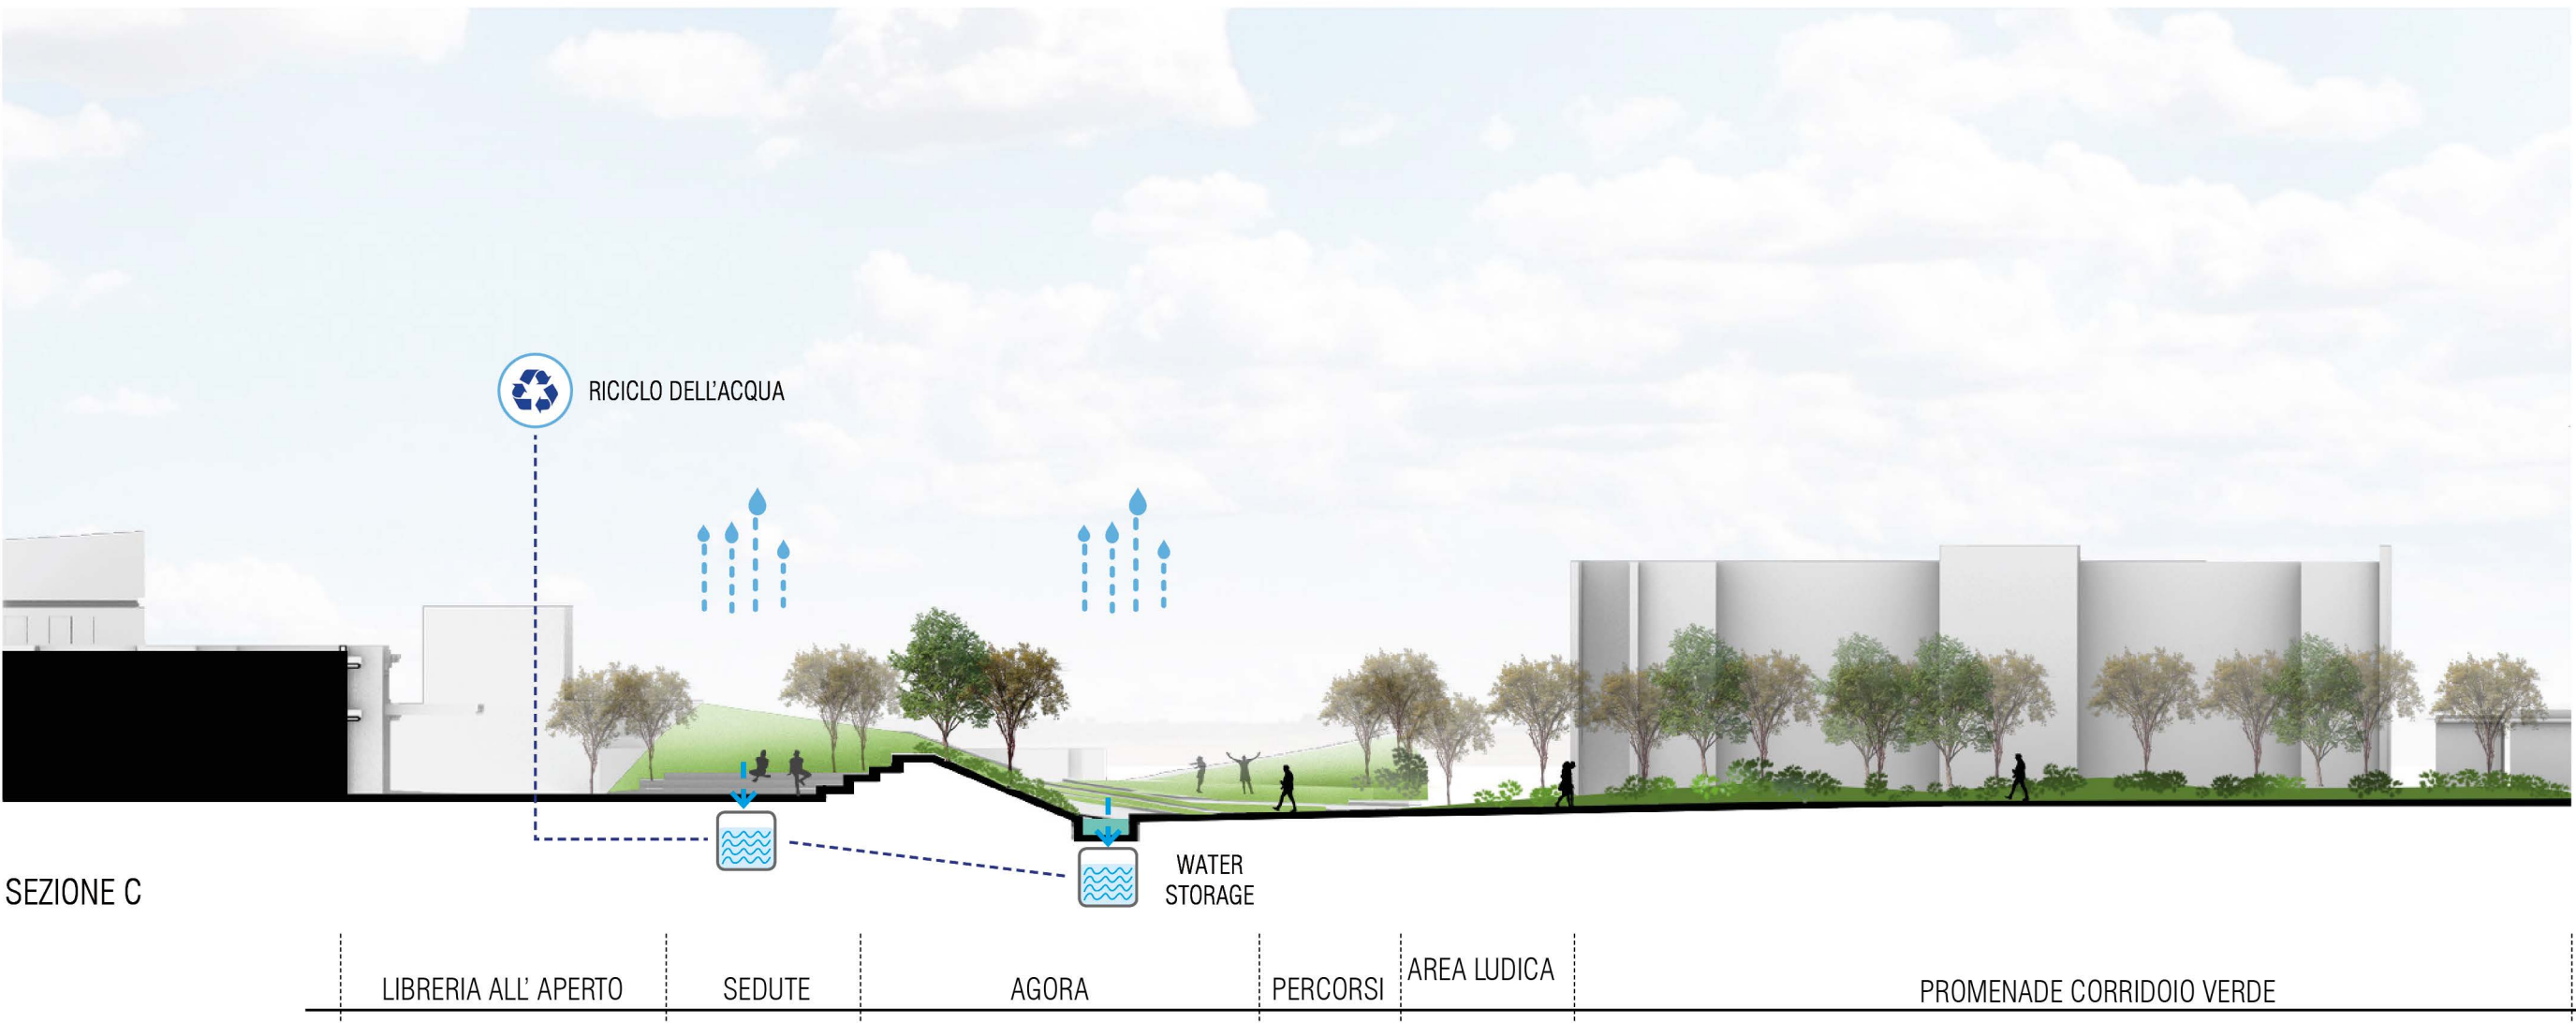 RICICLO DELL'ACQUA
WATER
STORAGE
SEZIONE C
LIBRERIA ALL' APERTO
SEDUTE
AGORA
PERCORSI
AREA LUDICA
PROMENADE CORRIDOIO VERDE